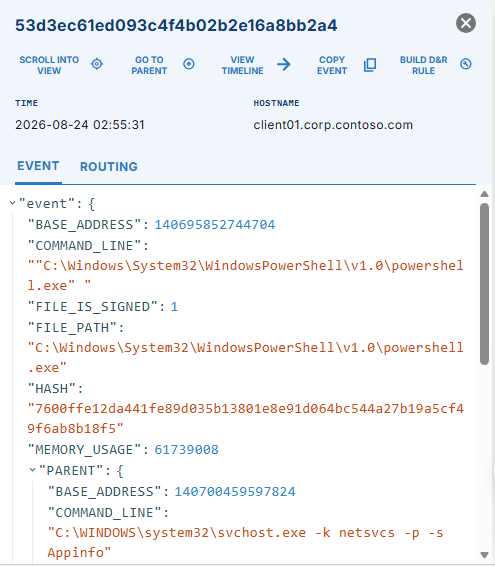 53d3ec61ed093c4f4b02b2e16a8bb2a4
SCROLL INTO VIEW
GO TO PARENT
VIEW TIMELINE
COPY EVENT
BUILD D&R RULE
TIME
HOSTNAME
2026-08-24 02:55:31
client01.corp.contoso.com
EVENT
ROUTING
"event": {
"BASE_ADDRESS": 140695852744704
"COMMAND_LINE":
""C:\Windows\System32\WindowsPowerShell\v1.0\powershel
l.exe" "
"FILE_IS_SIGNED": 1
"FILE_PATH":
"C:\Windows\System32\WindowsPowerShell\v1.0\powershell
.exe"
"HASH":
"7600ffe12da441fe89d035b13801e8e91d064bc544a27b19a5cf4
9f6ab8b18f5"
"MEMORY_USAGE": 61739008
"PARENT": {
"BASE_ADDRESS": 140700459597824
"COMMAND_LINE":
"C:\WINDOWS\system32\svchost.exe -k netsvcs -p -s
Appinfo"